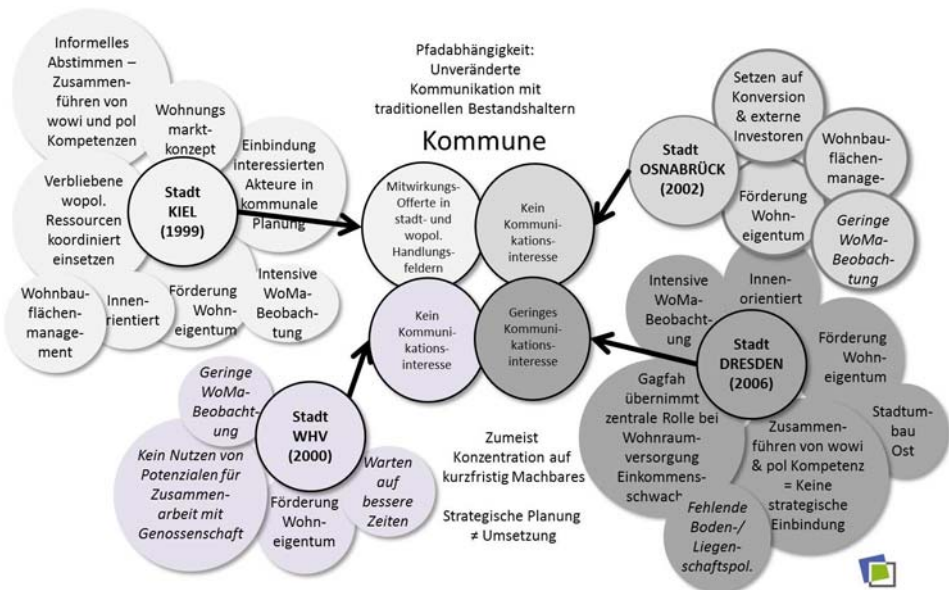 Informelles
Abstimmen –
Zusammen-
führen von
wowi und pol
Kompetenzen
Wohnungs
markt-
konzept
Einbindung
interessierten
Akteure in
kommunale
Planung
Verbliebene
wopol.
Ressourcen
koordiniert
einsetzen
Stadt
KIEL
(1999)
Wohnbau-
flächen-
manage-
ment
Innen-
orientiert
Förderung
Wohn-
eigentum
Intensive
WoMa-
Beobach-
tung
Pfadabhängigkeit:
Unveränderte
Kommunikation mit
traditionellen Bestandshaltern
Kommune
Mitwirkungs-
Offerte in
stadt- und
wopol.
Handlungs-
feldern
Kein
Kommuni-
kations-
interesse
Kein
Kommuni-
kations-
interesse
Geringes
Kommuni-
kations-
interesse
Setzen auf
Konversion
& externe
Investoren
Stadt
OSNABRÜCK
(2002)
Wohnbau-
flächen-
manage-
Förderung
Wohn-
eigentum
Geringe
WoMa-
Beobach-
tung
Geringe
WoMa-
Beobacht-
ung
Stadt
WHV
(2000)
Kein Nutzen von
Potenzialen für
Zusammen-
arbeit mit
Genossenschaft
Förderung
Wohn-
eigentum
Warten
auf
bessere
Zeiten
Zumeist
Konzentration auf
kurzfristig Machbares
Strategische Planung
≠ Umsetzung
Intensive
WoMa-
Beobacht-
ung
Innen-
orientiert
Stadt
DRESDEN
(2006)
Förderung
Wohn-
eigentum
Gagfah
übernimmt
zentrale Rolle bei
Wohnraum-
versorgung
Einkommens-
schwach
Zusammen-
führen von wowi
& pol Kompetenz
= Keine
strategische
Einbindung
Stadtum-
bau
Ost
Fehlende
Boden-/
Liegen-
schaftspol.